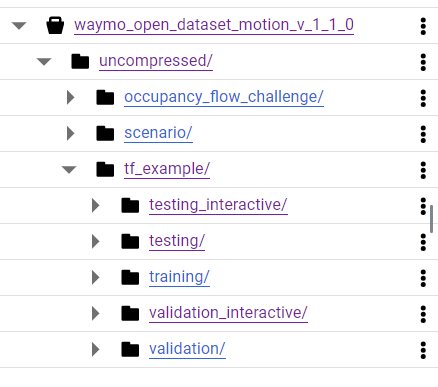 waymo_open_dataset_motion_v_1_1_0
uncompressed/
occupancy_flow_challenge/
scenario/
tf_example/
testing_interactive/
testing/
training/
validation_interactive/
validation/